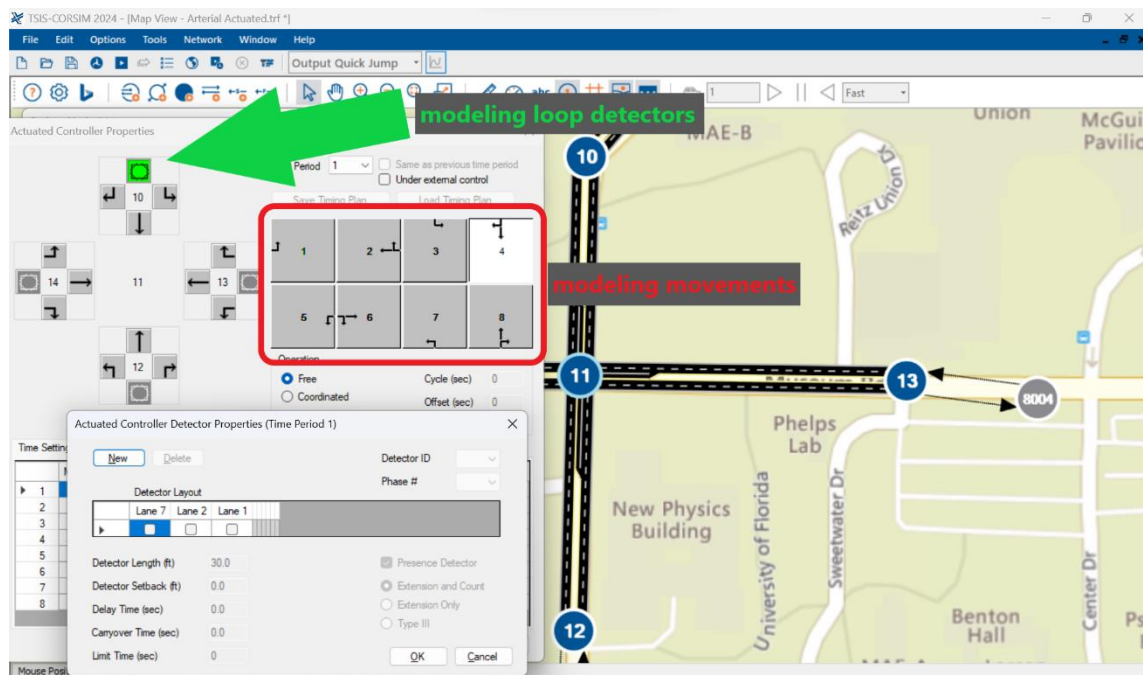 TSIS-CORSIM 2024 - [Map View - Arterial Actuated.trf *]
File Edit Options Tools Network Window Help
Output Quick Jump
abc
1
Fast
modeling loop detectors
Actuated Controller Properties
Period 1
Same as previous time period
Under external control
Save Timing Plan
Load Timing Plan
10
14
11
13
12
1
2
3
4
5
6
7
8
modeling movements
Operation
Free
Cycle (sec) 0
Coordinated
Offset (sec) 0
Actuated Controller Detector Properties (Time Period 1)
New
Delete
Detector ID
Phase #
Detector Layout
Lane 7 Lane 2 Lane 1
Detector Length (ft) 30.0
Detector Setback (ft) 0.0
Delay Time (sec) 0.0
Carryover Time (sec) 0.0
Limit Time (sec) 0
Presence Detector
Extension and Count
Extension Only
Type III
OK
Cancel
Time Setting
1
2
3
4
5
6
7
8
Union
McGui
Pavilic
MAE-B
Reitz Union Dr
10
11
13
8004
12
Phelps
Lab
New Physics
Building
University of Florida
Sweetwater Dr
Center Dr
Benton
Hall
Ps